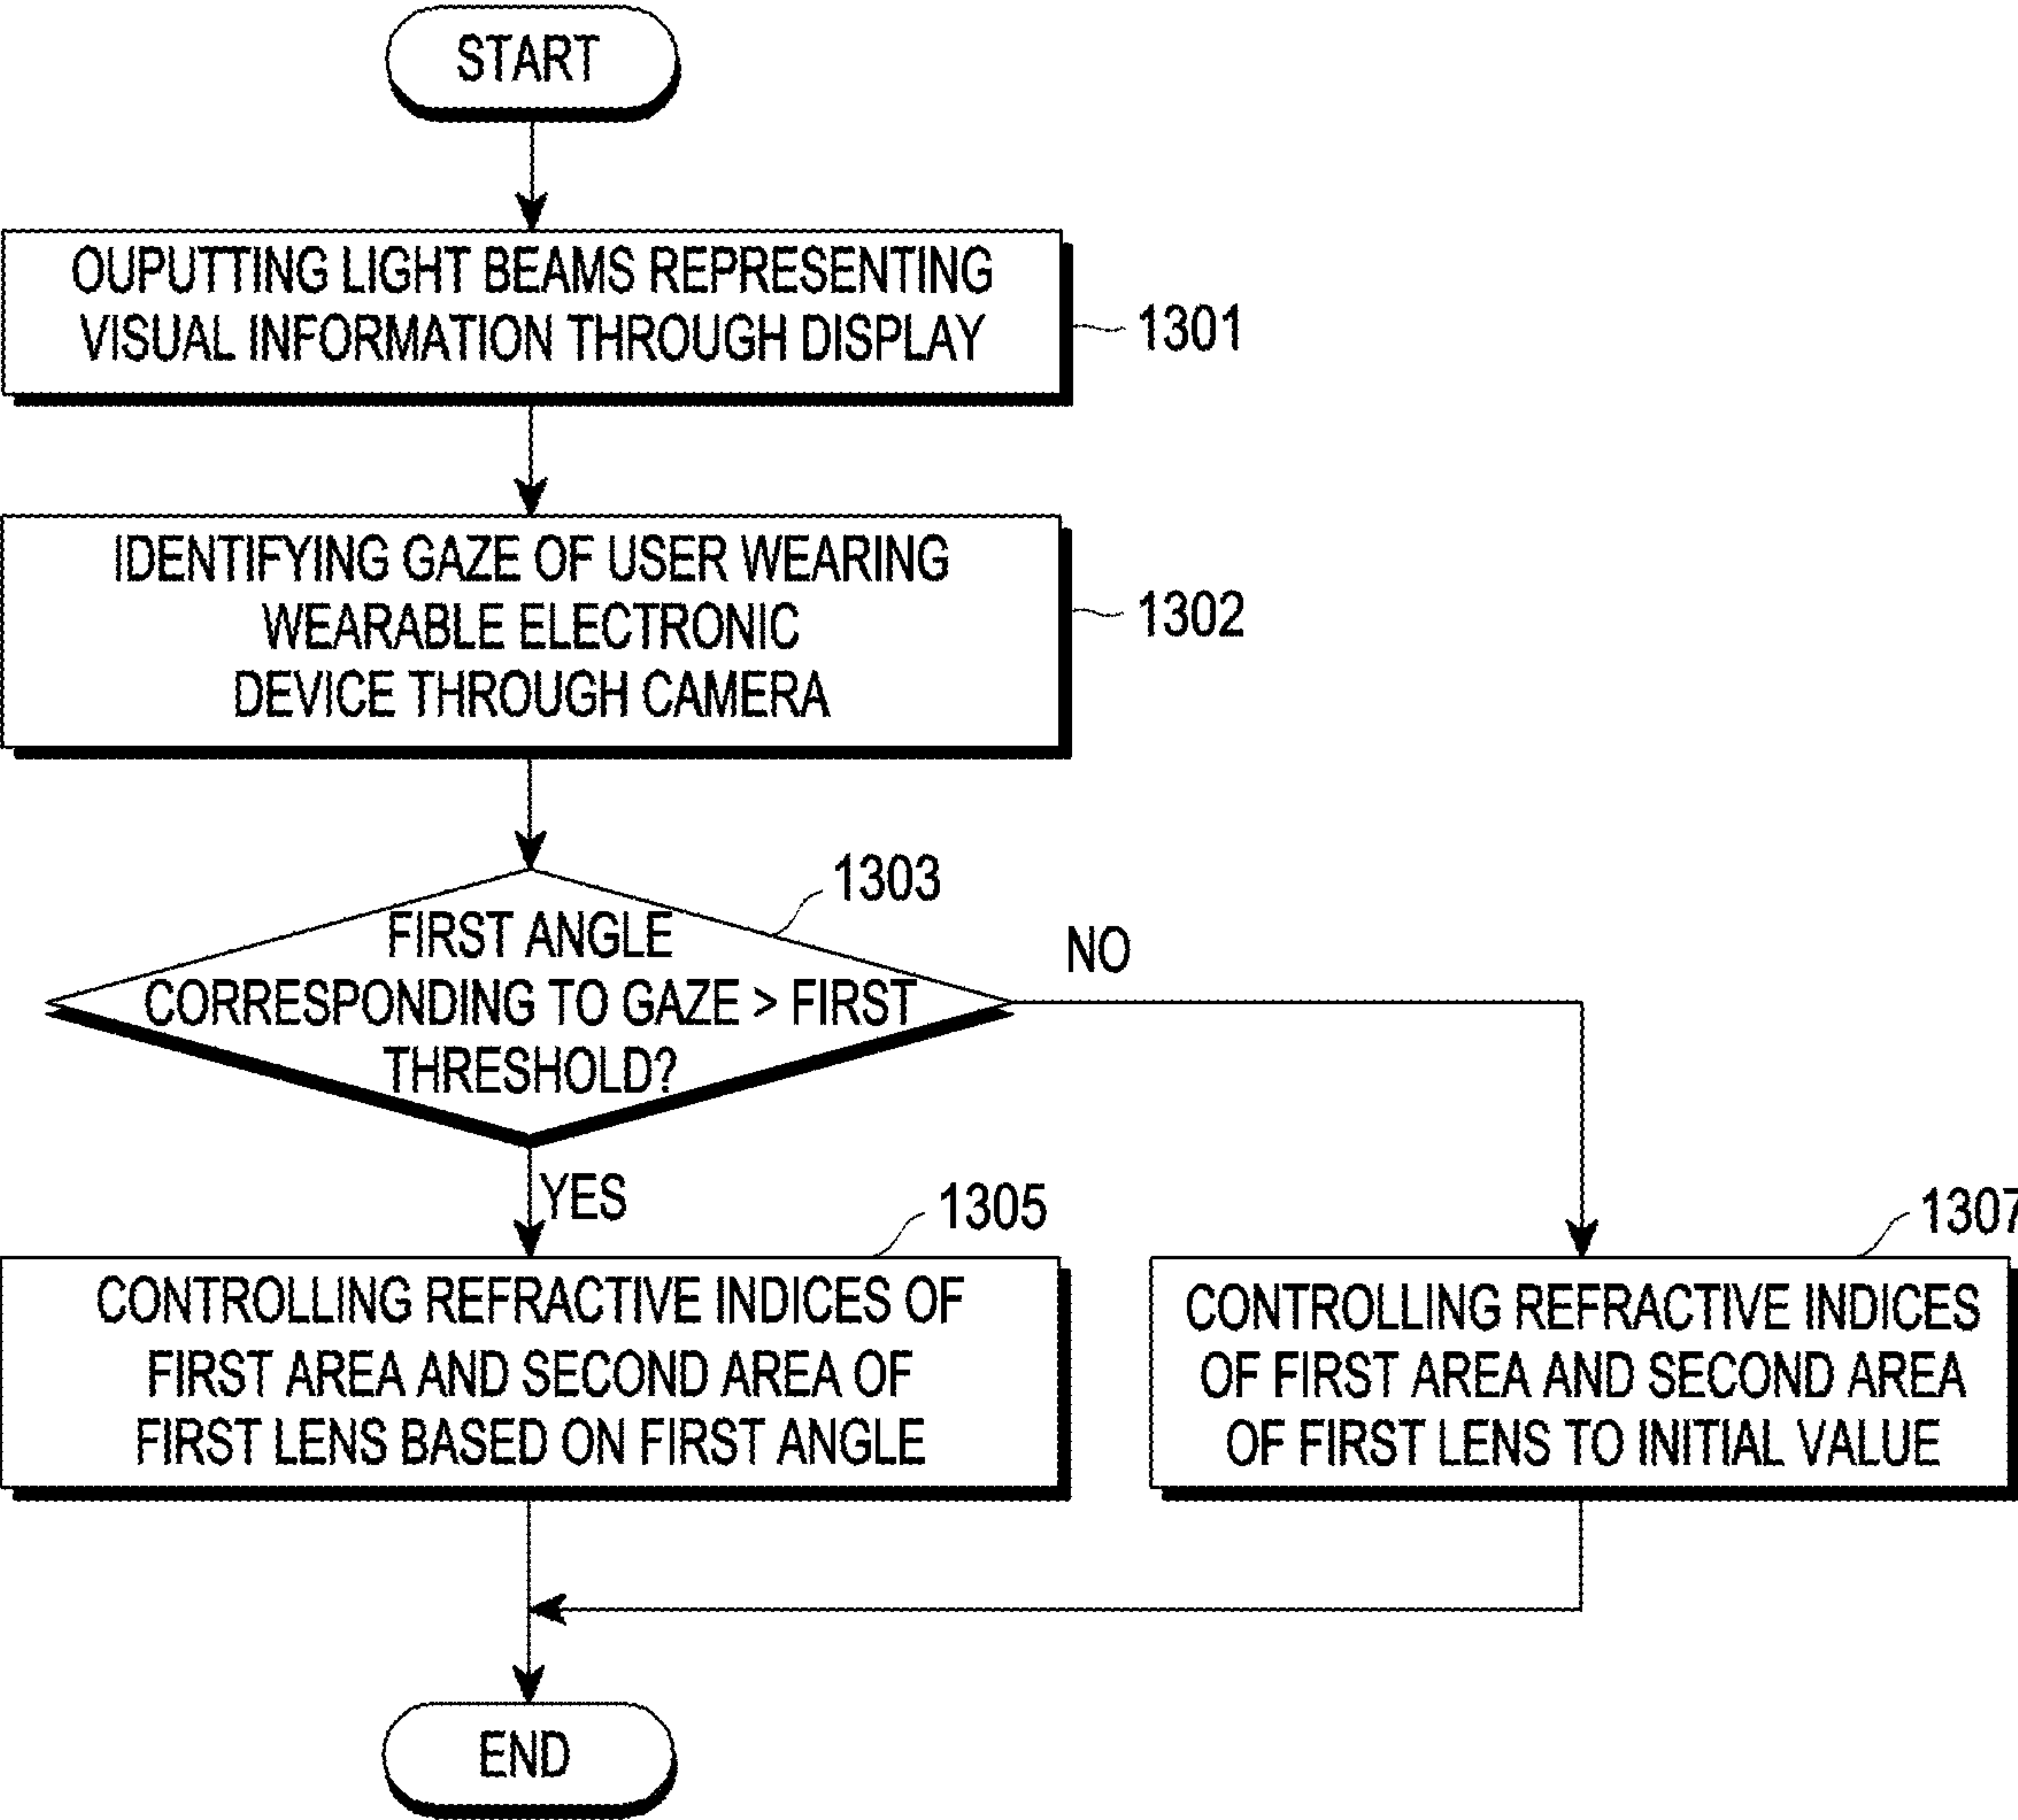 START
OUPUTTING LIGHT BEAMS REPRESENTING
VISUAL INFORMATION THROUGH DISPLAY
1301
IDENTIFYING GAZE OF USER WEARING
WEARABLE ELECTRONIC
DEVICE THROUGH CAMERA
1302
1303
FIRST ANGLE
CORRESPONDING TO GAZE > FIRST
THRESHOLD?
NO
YES
1305
CONTROLLING REFRACTIVE INDICES OF
FIRST AREA AND SECOND AREA OF
FIRST LENS BASED ON FIRST ANGLE
1307
CONTROLLING REFRACTIVE INDICES
OF FIRST AREA AND SECOND AREA
OF FIRST LENS TO INITIAL VALUE
END